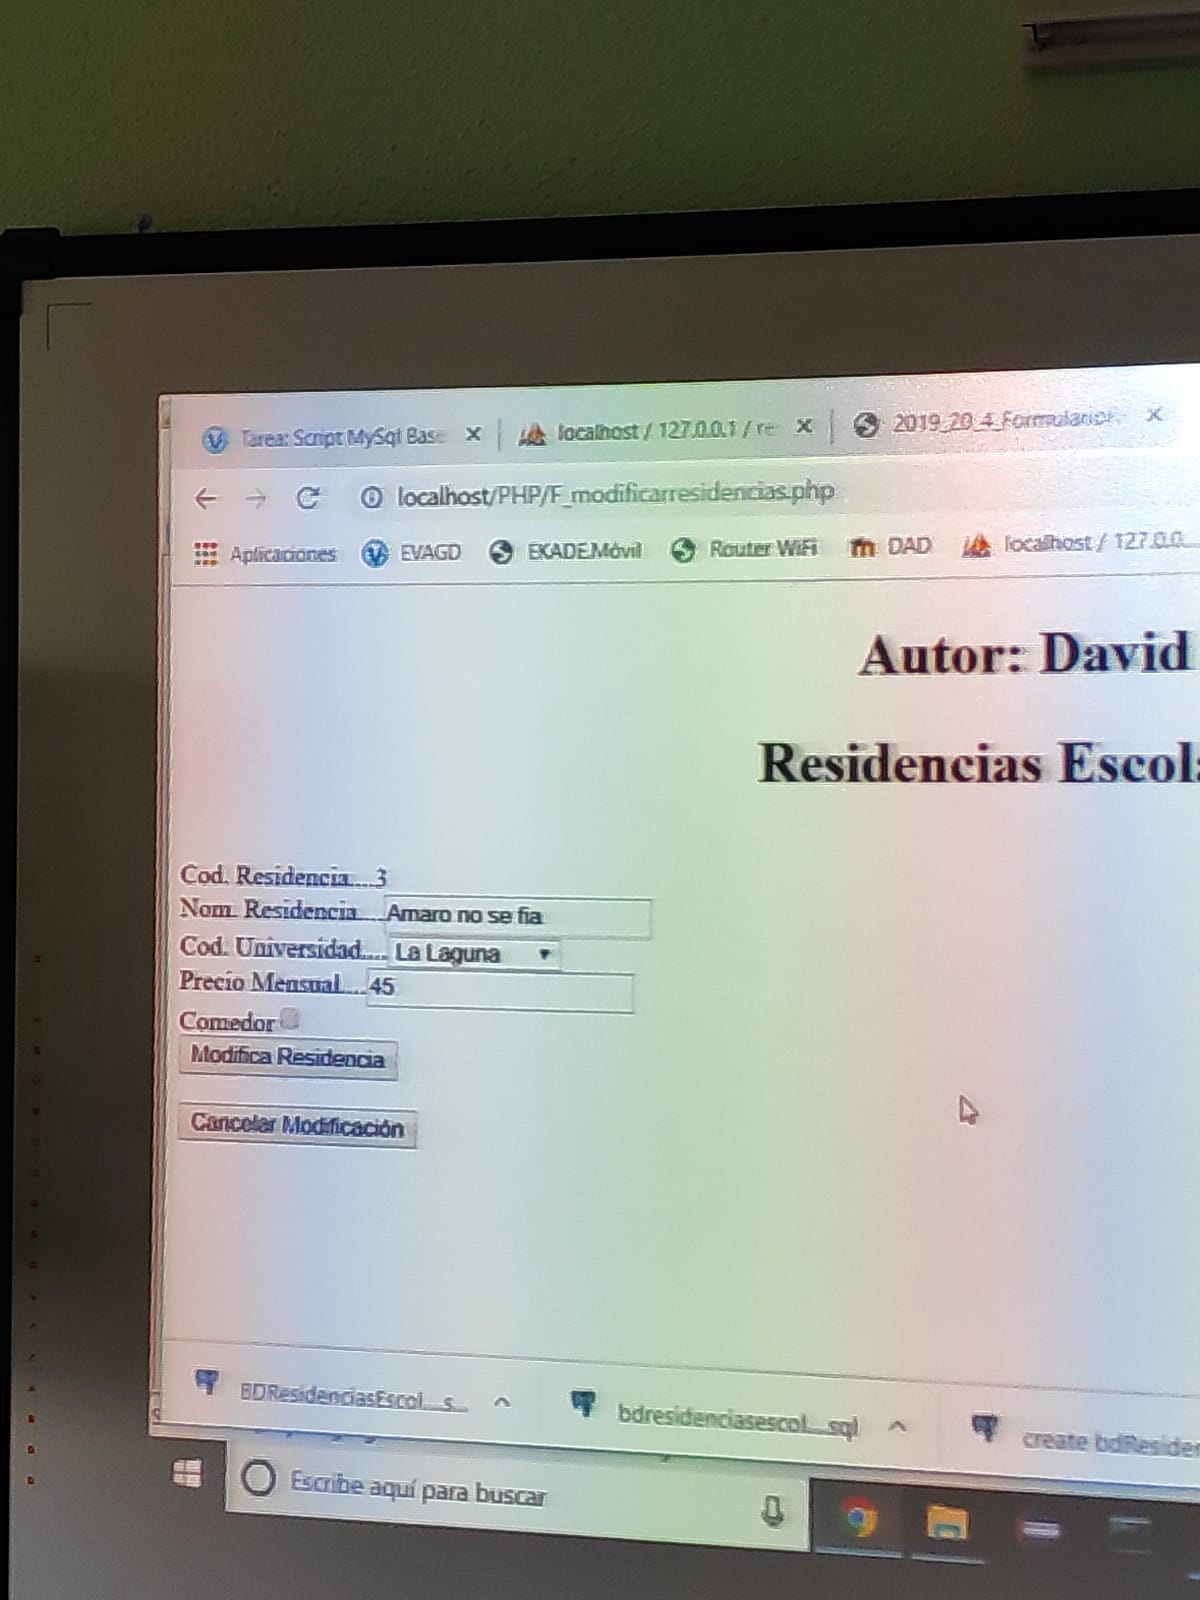 Tarea: Script MySql Base
localhost / 127.0.0.1 / re
2019_20_4_Formulario
localhost/PHP/F_modificarresidencias.php
Aplicaciones EVAGD EKADEMóvil Router WiFi DAD localhost / 127.0.0...
Autor: David
Residencias Escola
Cod. Residencia....3
Nom. Residencia....Amaro no se fia
Cod. Universidad.... La Laguna
Precio Mensual....45
Comedor
Modifica Residencia
Cancelar Modificación
BDResidenciasEscol....s...
bdresidenciasescol....sql
create bdReside
Escribe aquí para buscar